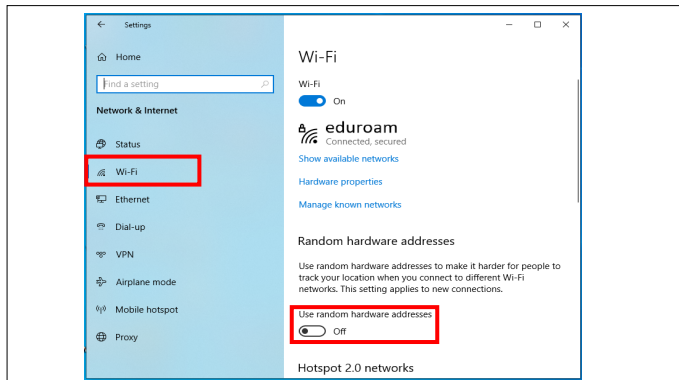 Settings
Home
Find a setting
Network & Internet
Status
Wi-Fi
Ethernet
Dial-up
VPN
Airplane mode
Mobile hotspot
Proxy
Wi-Fi
Wi-Fi
On
eduroam
Connected, secured
Show available networks
Hardware properties
Manage known networks
Random hardware addresses
Use random hardware addresses to make it harder for people to
track your location when you connect to different Wi-Fi
networks. This setting applies to new connections.
Use random hardware addresses
Off
Hotspot 2.0 networks